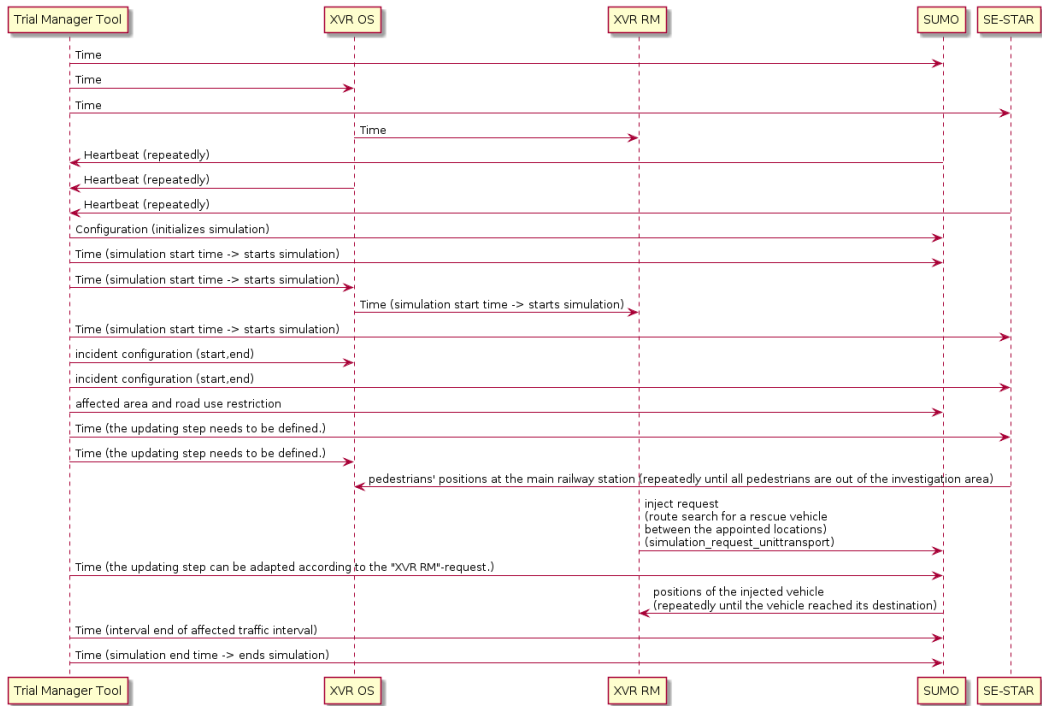 Trial Manager Tool XVR OS XVR RM SUMO SE-STAR
Time
Time
Time
Time
Heartbeat (repeatedly)
Heartbeat (repeatedly)
Heartbeat (repeatedly)
Configuration (initializes simulation)
Time (simulation start time -> starts simulation)
Time (simulation start time -> starts simulation)
Time (simulation start time -> starts simulation)
Time (simulation start time -> starts simulation)
incident configuration (start,end)
incident configuration (start,end)
affected area and road use restriction
Time (the updating step needs to be defined.)
Time (the updating step needs to be defined.)
pedestrians' positions at the main railway station (repeatedly until all pedestrians are out of the investigation area)
inject request
(route search for a rescue vehicle
between the appointed locations)
(simulation_request_unittransport)
Time (the updating step can be adapted according to the "XVR RM"-request.)
positions of the injected vehicle
(repeatedly until the vehicle reached its destination)
Time (interval end of affected traffic interval)
Time (simulation end time -> ends simulation)
Trial Manager Tool XVR OS XVR RM SUMO SE-STAR